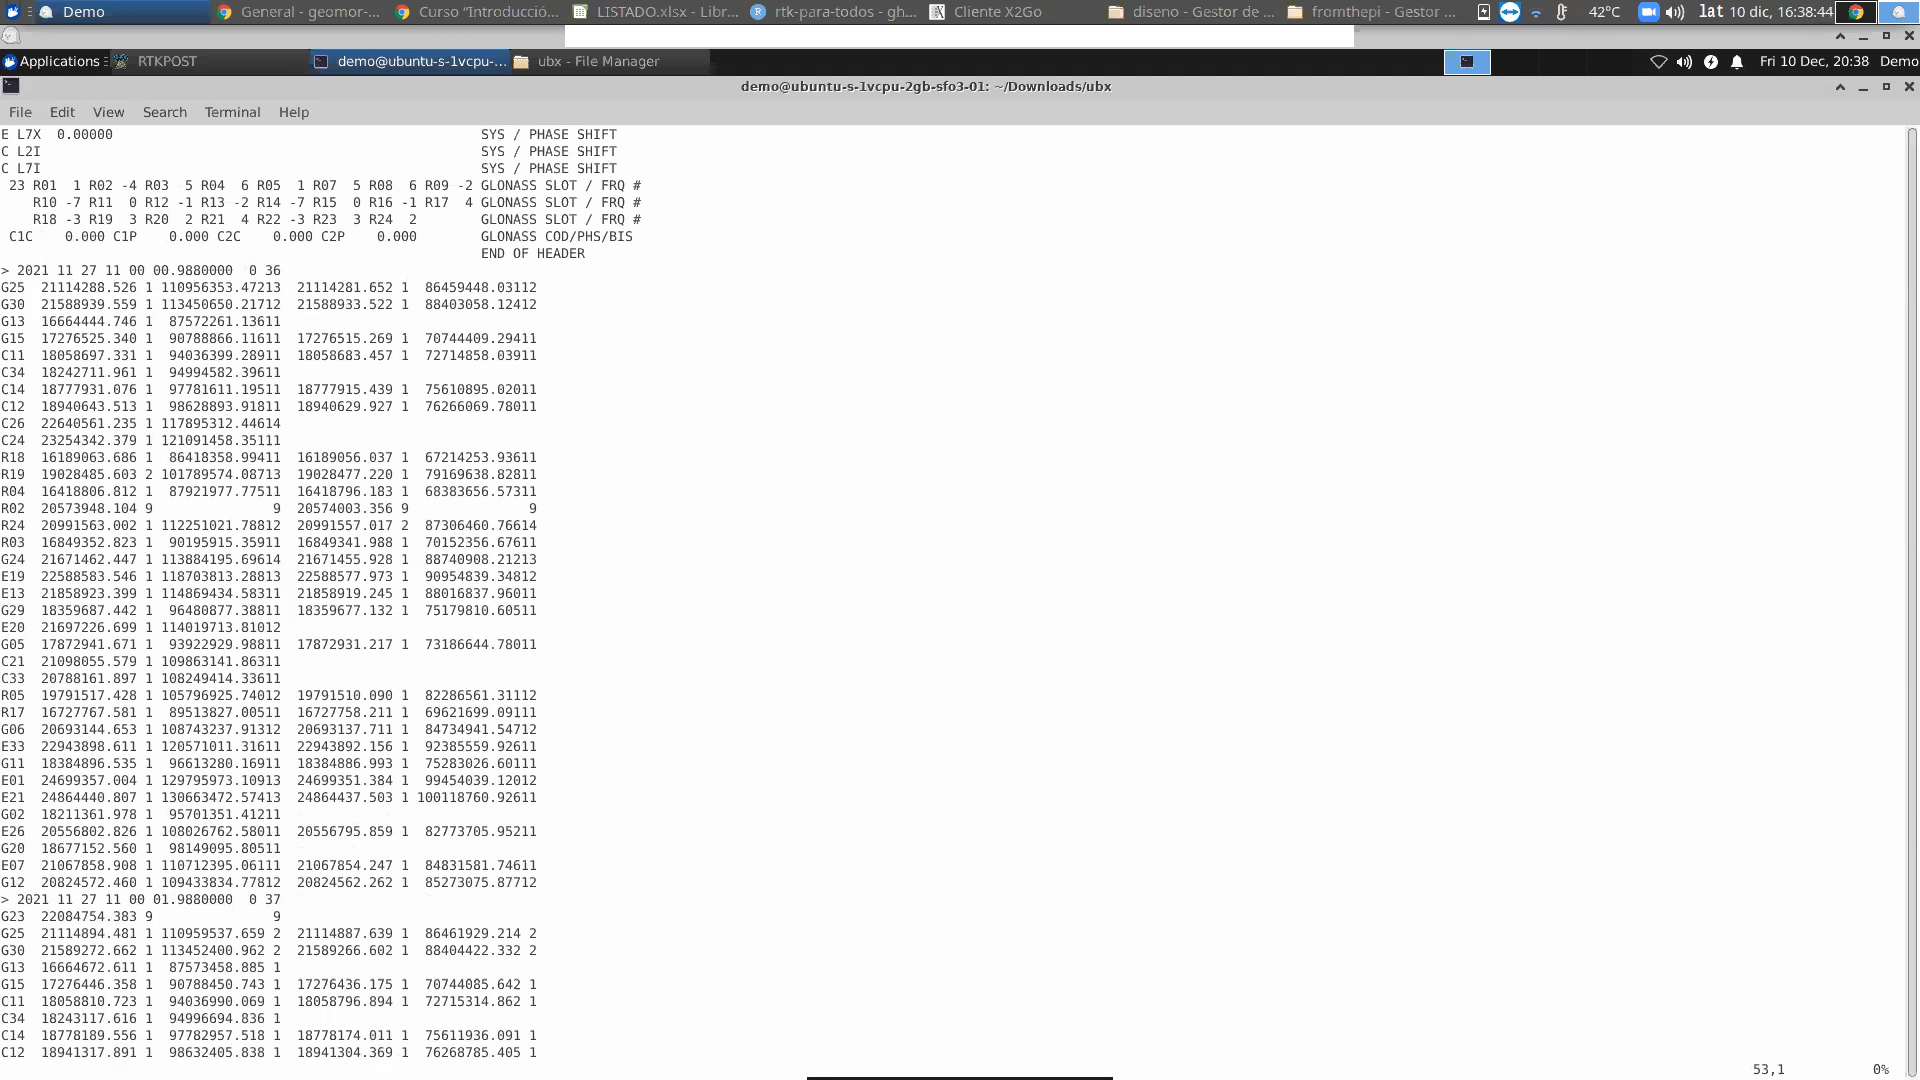 Demo General - geomor-... Curso “Introducció... LISTADO.xlsx - Libr... rtk-para-todos - gh... Cliente X2Go diseno - Gestor de ... fromthepi - Gestor ... 42°C lat 10 dic, 16:38:44
Applications RTKPOST demo@ubuntu-s-1vcpu-... ubx - File Manager Fri 10 Dec, 20:38 Demo
demo@ubuntu-s-1vcpu-2gb-sfo3-01: ~/Downloads/ubx
File Edit View Search Terminal Help
E L7X  0.00000                                              SYS / PHASE SHIFT
C L2I                                                       SYS / PHASE SHIFT
C L7I                                                       SYS / PHASE SHIFT
 23 R01  1 R02 -4 R03  5 R04  6 R05  1 R07  5 R08  6 R09 -2 GLONASS SLOT / FRQ #
    R10 -7 R11  0 R12 -1 R13 -2 R14 -7 R15  0 R16 -1 R17  4 GLONASS SLOT / FRQ #
    R18 -3 R19  3 R20  2 R21  4 R22 -3 R23  3 R24  2        GLONASS SLOT / FRQ #
 C1C    0.000 C1P    0.000 C2C    0.000 C2P    0.000        GLONASS COD/PHS/BIS
                                                            END OF HEADER
> 2021 11 27 11 00 00.9880000  0 36
G25  21114288.526 1 110956353.47213  21114281.652 1  86459448.03112
G30  21588939.559 1 113450650.21712  21588933.522 1  88403058.12412
G13  16664444.746 1  87572261.13611
G15  17276525.340 1  90788866.11611  17276515.269 1  70744409.29411
C11  18058697.331 1  94036399.28911  18058683.457 1  72714858.03911
C34  18242711.961 1  94994582.39611
C14  18777931.076 1  97781611.19511  18777915.439 1  75610895.02011
C12  18940643.513 1  98628893.91811  18940629.927 1  76266069.78011
C26  22640561.235 1 117895312.44614
C24  23254342.379 1 121091458.35111
R18  16189063.686 1  86418358.99411  16189056.037 1  67214253.93611
R19  19028485.603 2 101789574.08713  19028477.220 1  79169638.82811
R04  16418806.812 1  87921977.77511  16418796.183 1  68383656.57311
R02  20573948.104 9               9  20574003.356 9               9
R24  20991563.002 1 112251021.78812  20991557.017 2  87306460.76614
R03  16849352.823 1  90195915.35911  16849341.988 1  70152356.67611
G24  21671462.447 1 113884195.69614  21671455.928 1  88740908.21213
E19  22588583.546 1 118703813.28813  22588577.973 1  90954839.34812
E13  21858923.399 1 114869434.58311  21858919.245 1  88016837.96011
G29  18359687.442 1  96480877.38811  18359677.132 1  75179810.60511
E20  21697226.699 1 114019713.81012
G05  17872941.671 1  93922929.98811  17872931.217 1  73186644.78011
C21  21098055.579 1 109863141.86311
C33  20788161.897 1 108249414.33611
R05  19791517.428 1 105796925.74012  19791510.090 1  82286561.31112
R17  16727767.581 1  89513827.00511  16727758.211 1  69621699.09111
G06  20693144.653 1 108743237.91312  20693137.711 1  84734941.54712
E33  22943898.611 1 120571011.31611  22943892.156 1  92385559.92611
G11  18384896.535 1  96613280.16911  18384886.993 1  75283026.60111
E01  24699357.004 1 129795973.10913  24699351.384 1  99454039.12012
E21  24864440.807 1 130663472.57413  24864437.503 1 100118760.92611
G02  18211361.978 1  95701351.41211
E26  20556802.826 1 108026762.58011  20556795.859 1  82773705.95211
G20  18677152.560 1  98149095.80511
E07  21067858.908 1 110712395.06111  21067854.247 1  84831581.74611
G12  20824572.460 1 109433834.77812  20824562.262 1  85273075.87712
> 2021 11 27 11 00 01.9880000  0 37
G23  22084754.383 9               9
G25  21114894.481 1 110959537.659 2  21114887.639 1  86461929.214 2
G30  21589272.662 1 113452400.962 2  21589266.602 1  88404422.332 2
G13  16664672.611 1  87573458.885 1
G15  17276446.358 1  90788450.743 1  17276436.175 1  70744085.642 1
C11  18058810.723 1  94036990.069 1  18058796.894 1  72715314.862 1
C34  18243117.616 1  94996694.836 1
C14  18778189.556 1  97782957.518 1  18778174.011 1  75611936.091 1
C12  18941317.891 1  98632405.838 1  18941304.369 1  76268785.405 1
53,1 0%